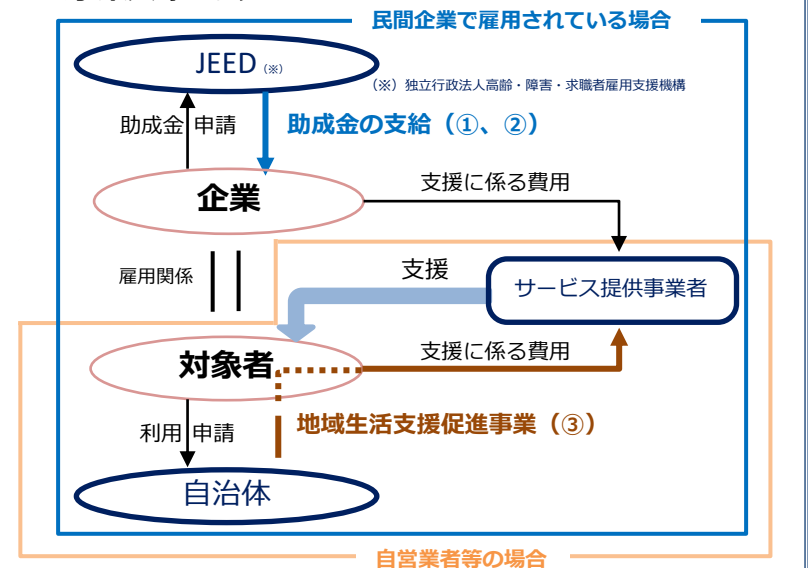 民間企業で雇用されている場合
JEED（※）
（※）独立行政法人高齢・障害・求職者雇用支援機構
助成金 申請
助成金の支給（①、②）
企業
支援に係る費用
雇用関係
支援
サービス提供事業者
対象者
支援に係る費用
地域生活支援促進事業（③）
利用 申請
自治体
自営業者等の場合